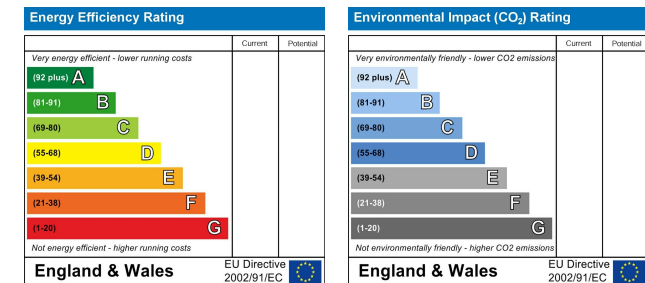 Energy Efficiency Rating
Current Potential
Very energy efficient - lower running costs
(92 plus) A
(81-91) B
(69-80) C
(55-68) D
(39-54) E
(21-38) F
(1-20) G
Not energy efficient - higher running costs
England & Wales
EU Directive
2002/91/EC
Environmental Impact (CO₂) Rating
Current Potential
Very environmentally friendly - lower CO2 emissions
(92 plus) A
(81-91) B
(69-80) C
(55-68) D
(39-54) E
(21-38) F
(1-20) G
Not environmentally friendly - higher CO2 emissions
England & Wales
EU Directive
2002/91/EC